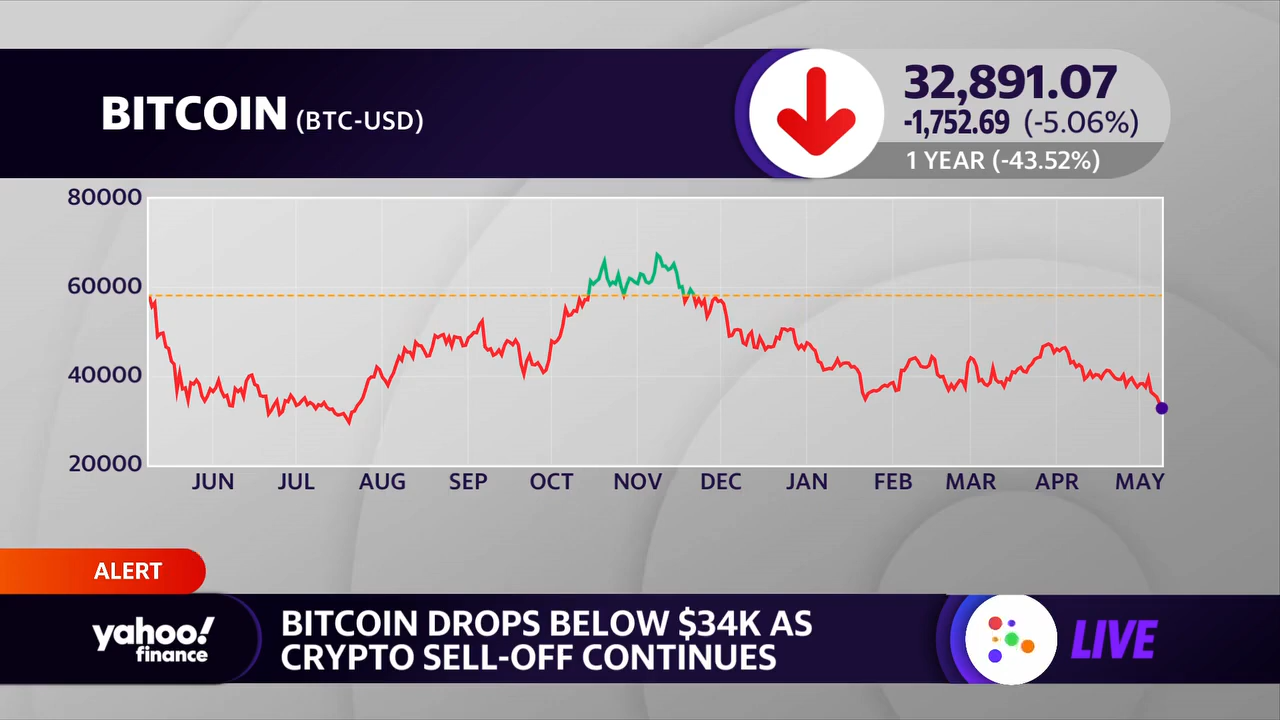 BITCOIN (BTC-USD)
32,891.07
-1,752.69 (-5.06%)
1 YEAR (-43.52%)
80000
60000
40000
20000
JUN JUL AUG SEP OCT NOV DEC JAN FEB MAR APR MAY
ALERT
yahoo!
finance
BITCOIN DROPS BELOW $34K AS
CRYPTO SELL-OFF CONTINUES
LIVE